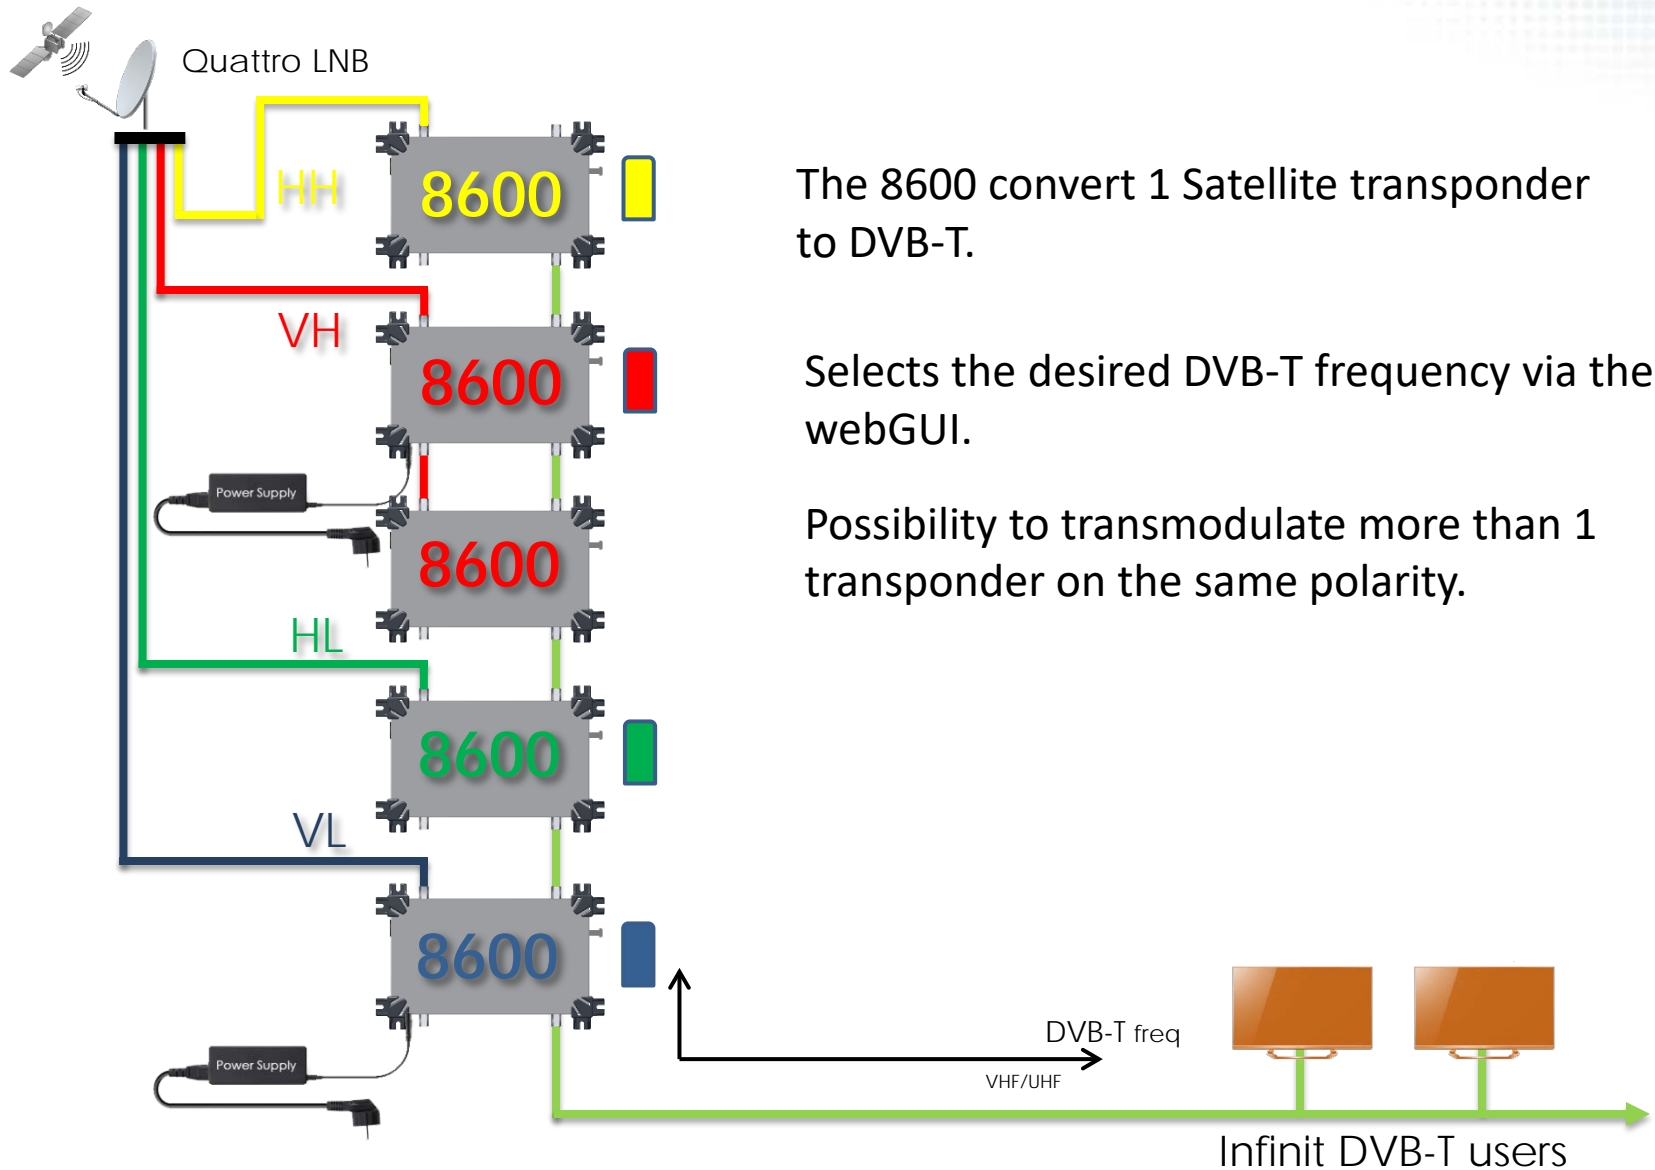 Quattro LNB
HH
8600
The 8600 convert 1 Satellite transponder
to DVB-T.
VH
8600
Selects the desired DVB-T frequency via the
webGUI.
Power Supply
8600
Possibility to transmodulate more than 1
transponder on the same polarity.
HL
8600
VL
8600
Power Supply
DVB-T freq
VHF/UHF
Infinit DVB-T users